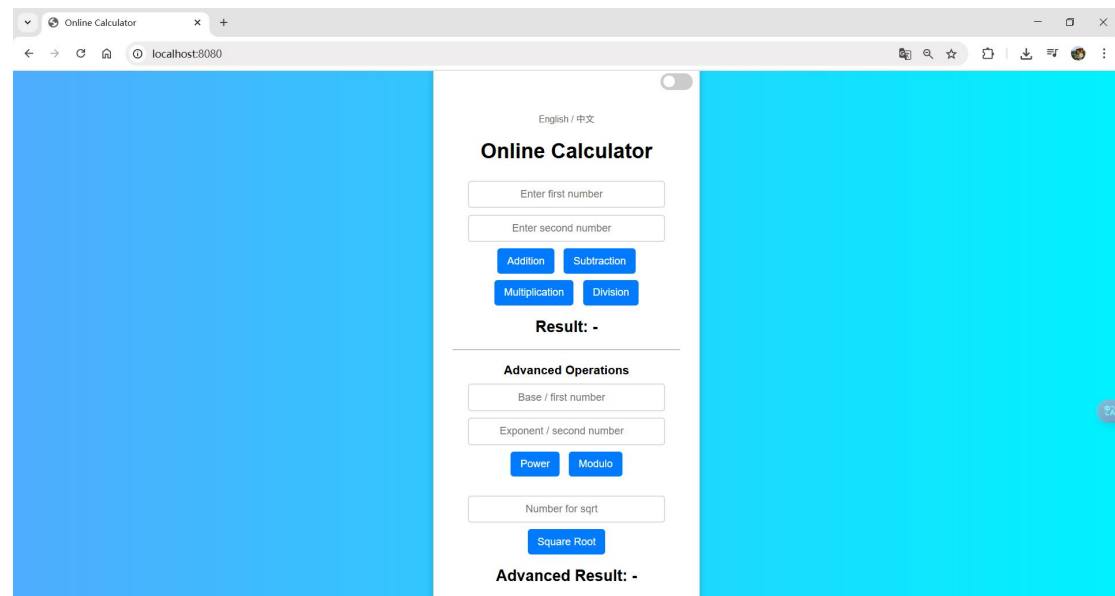 Online Calculator
localhost:8080
English / 中文
Online Calculator
Enter first number
Enter second number
Addition Subtraction
Multiplication Division
Result: -
Advanced Operations
Base / first number
Exponent / second number
Power Modulo
Number for sqrt
Square Root
Advanced Result: -